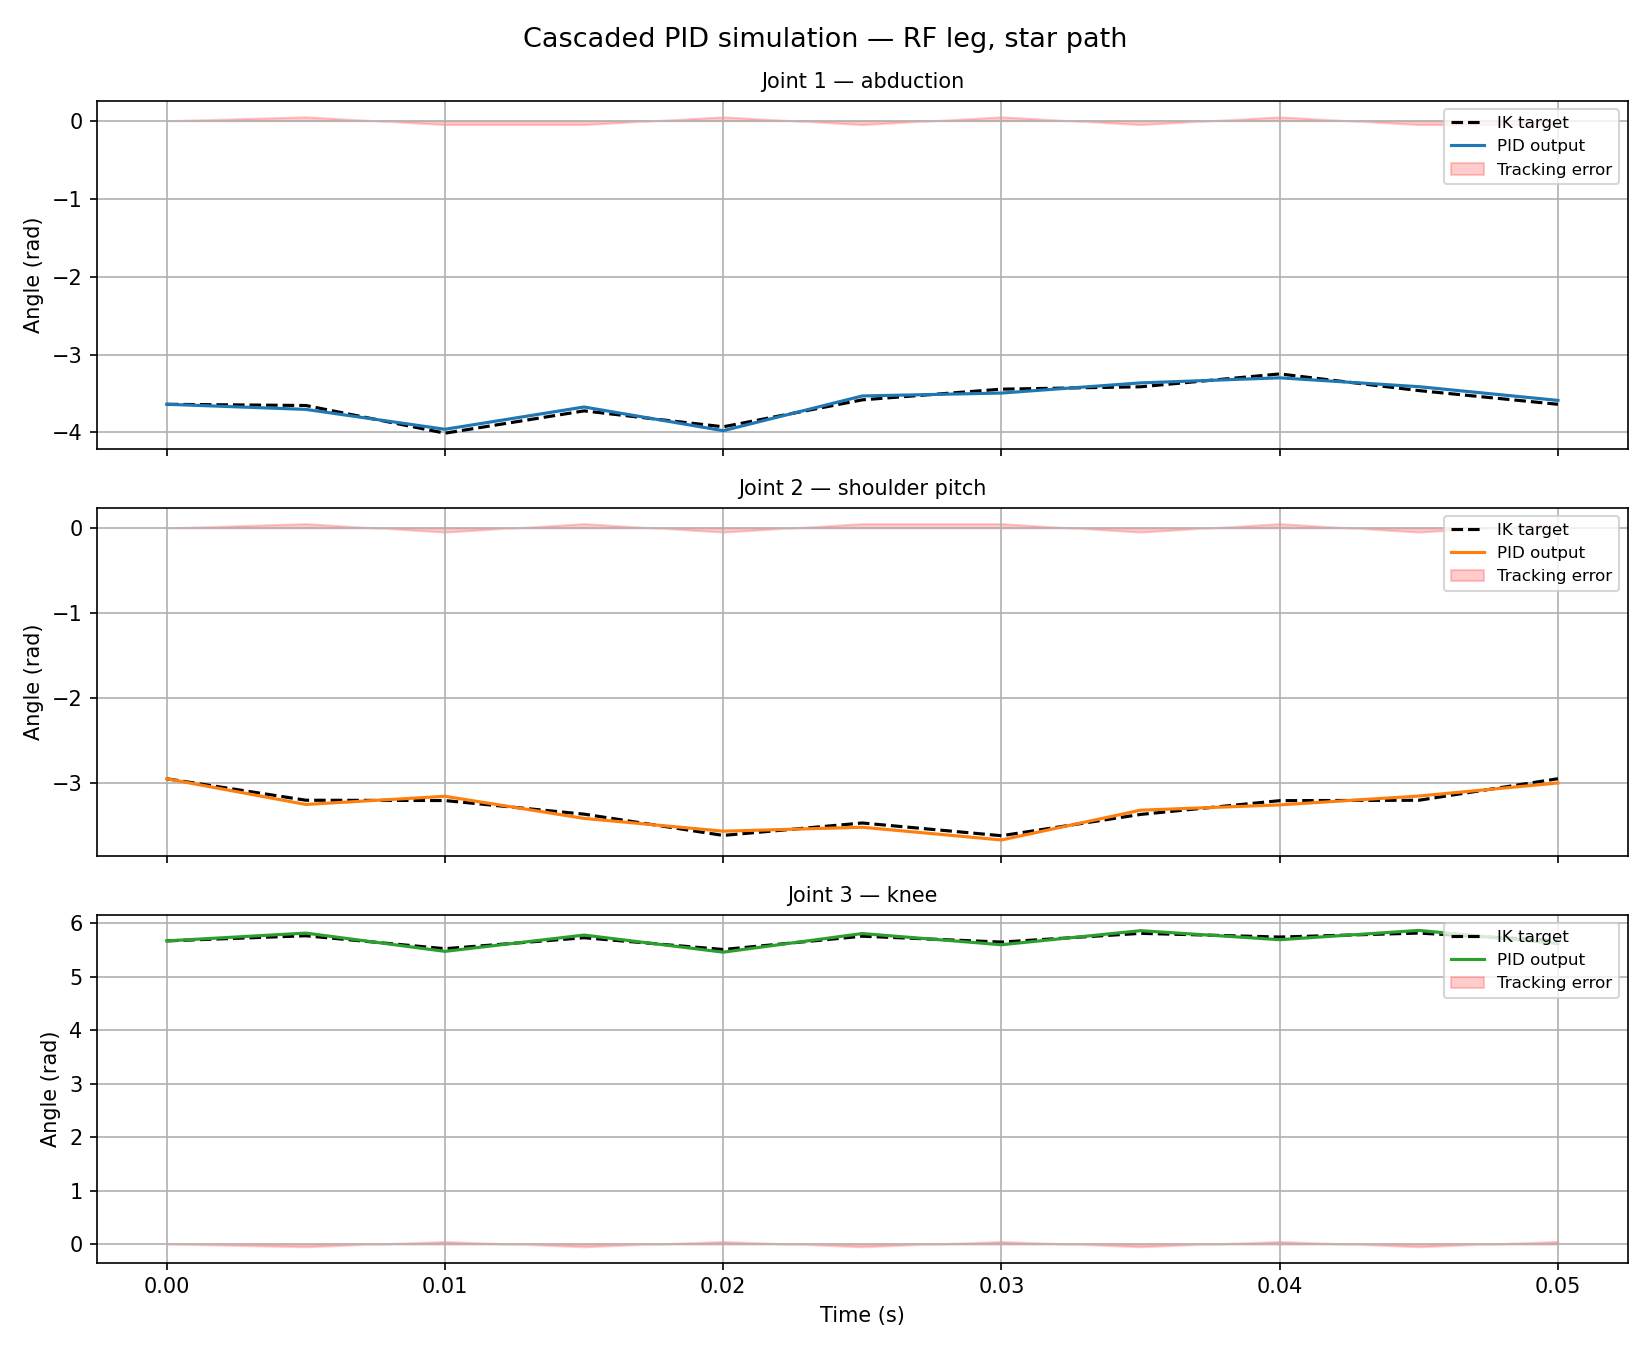 Cascaded PID simulation — RF leg, star path
Joint 1 — abduction
0
−1
−2
−3
−4
Angle (rad)
IK target
PID output
Tracking error
Joint 2 — shoulder pitch
0
−1
−2
−3
Angle (rad)
IK target
PID output
Tracking error
Joint 3 — knee
6
5
4
3
2
1
0
Angle (rad)
IK target
PID output
Tracking error
0.00 0.01 0.02 0.03 0.04 0.05
Time (s)